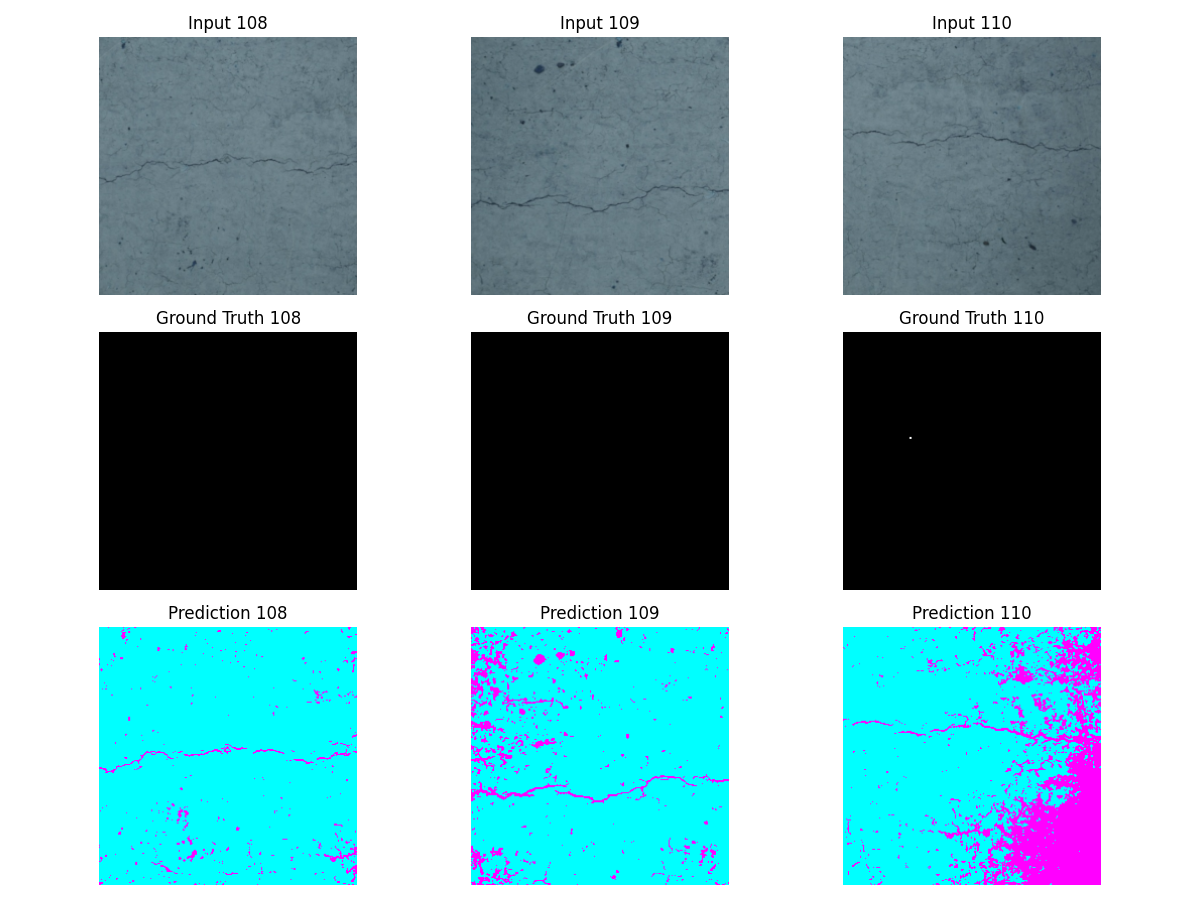 Input 108
Input 109
Input 110
Ground Truth 108
Ground Truth 109
Ground Truth 110
Prediction 108
Prediction 109
Prediction 110